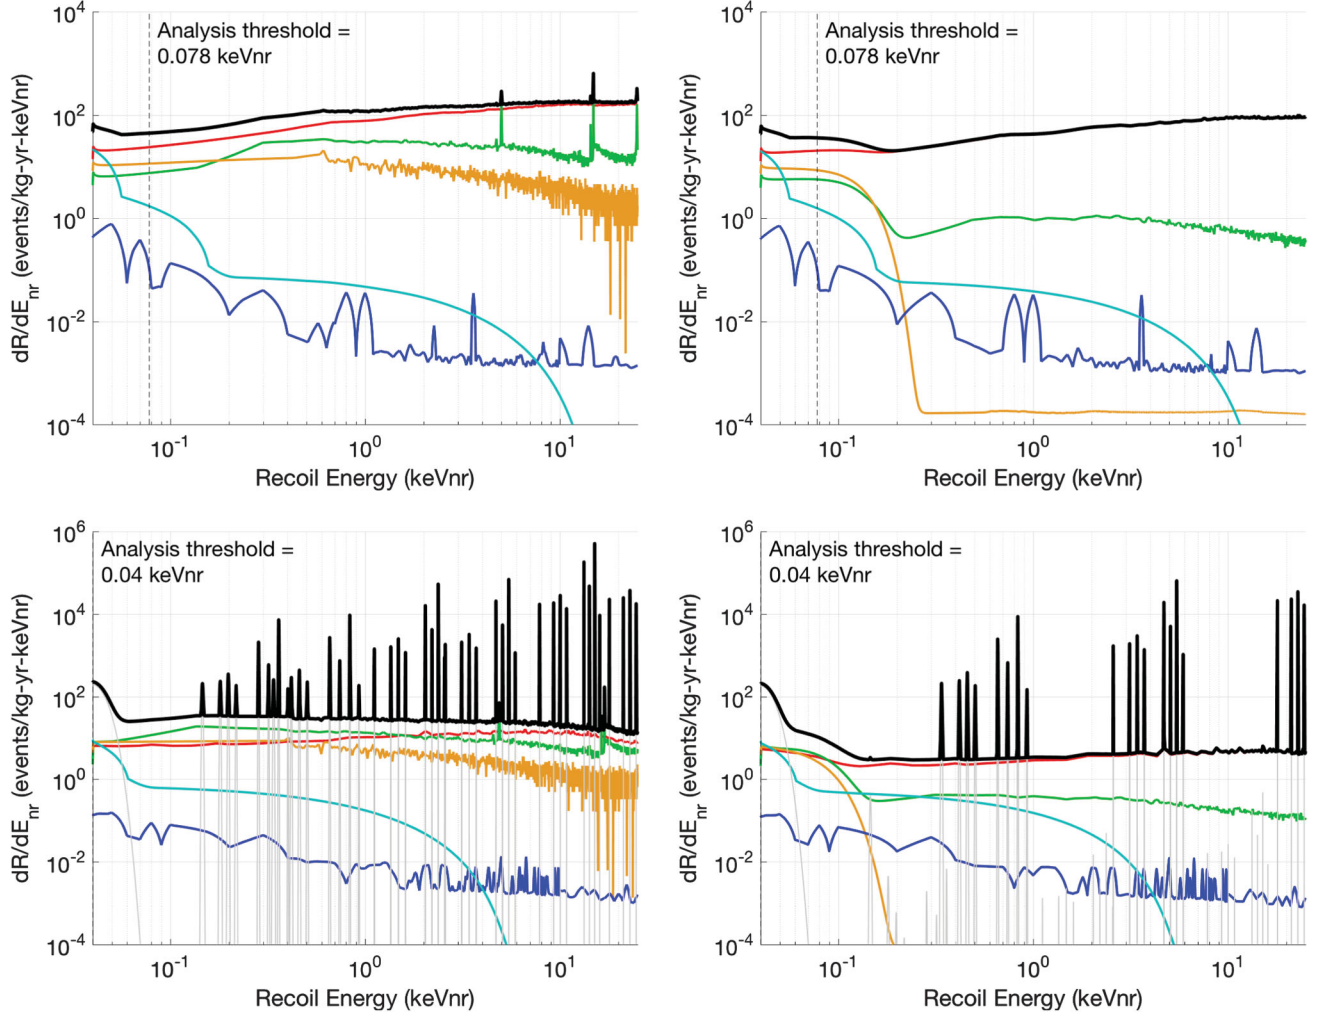 Analysis threshold =
0.078 keVnr
dR/dEnr (events/kg-yr-keVnr)
10^4
10^2
10^0
10^-2
10^-4
10^-1
10^0
10^1
Recoil Energy (keVnr)
Analysis threshold =
0.078 keVnr
dR/dEnr (events/kg-yr-keVnr)
10^4
10^2
10^0
10^-2
10^-4
10^-1
10^0
10^1
Recoil Energy (keVnr)
Analysis threshold =
0.04 keVnr
dR/dEnr (events/kg-yr-keVnr)
10^6
10^4
10^2
10^0
10^-2
10^-4
10^-1
10^0
10^1
Recoil Energy (keVnr)
Analysis threshold =
0.04 keVnr
dR/dEnr (events/kg-yr-keVnr)
10^6
10^4
10^2
10^0
10^-2
10^-4
10^-1
10^0
10^1
Recoil Energy (keVnr)